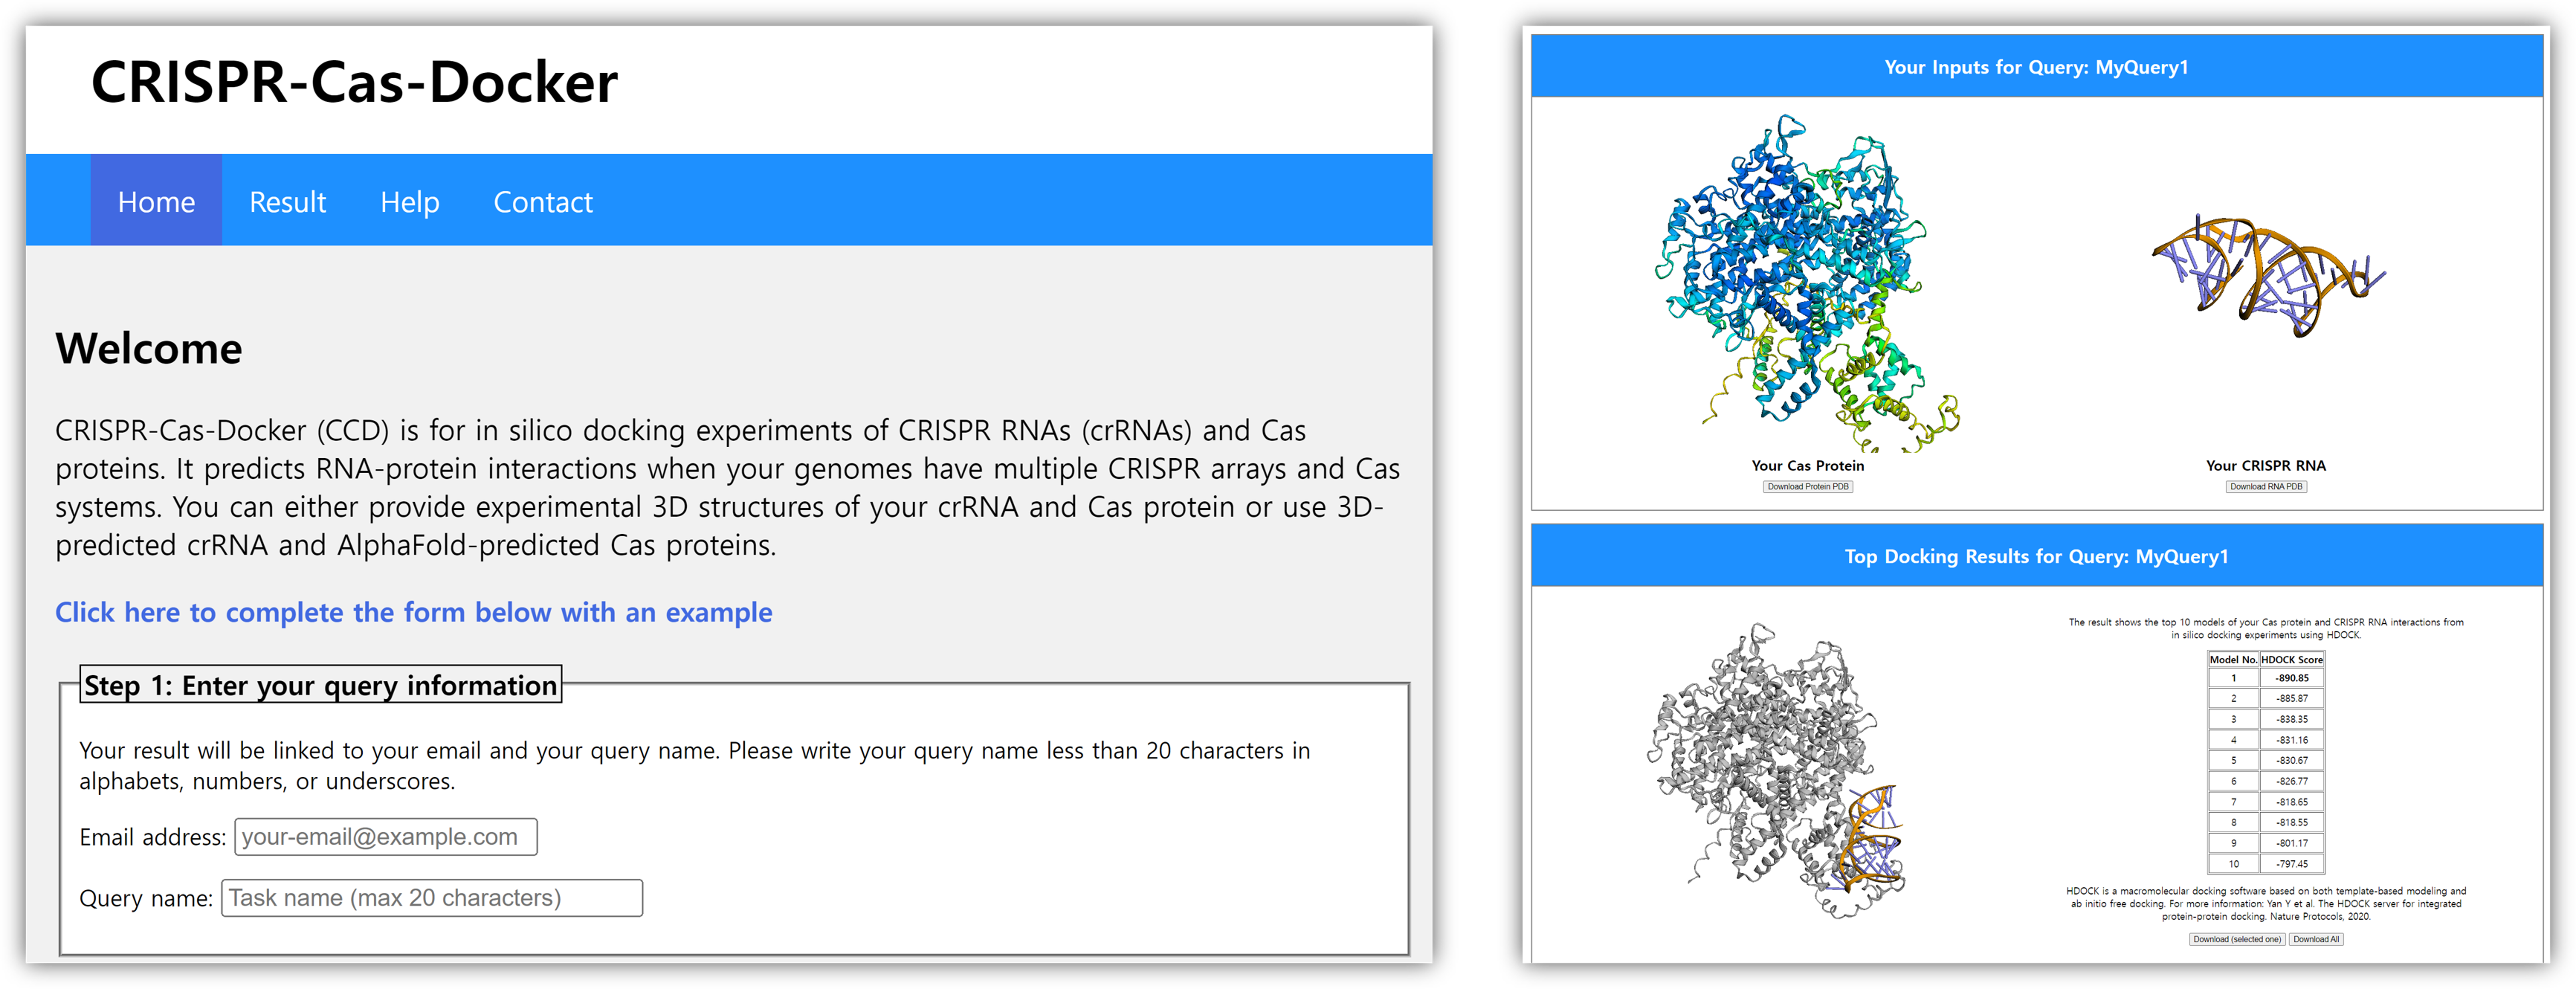 CRISPR-Cas-Docker
Home Result Help Contact
Welcome
CRISPR-Cas-Docker (CCD) is for in silico docking experiments of CRISPR RNAs (crRNAs) and Cas
proteins. It predicts RNA-protein interactions when your genomes have multiple CRISPR arrays and Cas
systems. You can either provide experimental 3D structures of your crRNA and Cas protein or use 3D-
predicted crRNA and AlphaFold-predicted Cas proteins.
Click here to complete the form below with an example
Step 1: Enter your query information
Your result will be linked to your email and your query name. Please write your query name less than 20 characters in
alphabets, numbers, or underscores.
Email address: your-email@example.com
Query name: Task name (max 20 characters)
Your Inputs for Query: MyQuery1
Your Cas Protein
Download Protein PDB
Your CRISPR RNA
Download RNA PDB
Top Docking Results for Query: MyQuery1
The result shows the top 10 models of your Cas protein and CRISPR RNA interactions from
in silico docking experiments using HDOCK.
Model No. HDOCK Score
1 -890.85
2 -885.87
3 -838.35
4 -831.16
5 -830.67
6 -826.77
7 -818.65
8 -818.55
9 -801.17
10 -797.45
HDOCK is a macromolecular docking software based on both template-based modeling and
ab initio free docking. For more information: Yan Y et al. The HDOCK server for integrated
protein-protein docking. Nature Protocols, 2020.
Download (selected one) Download All